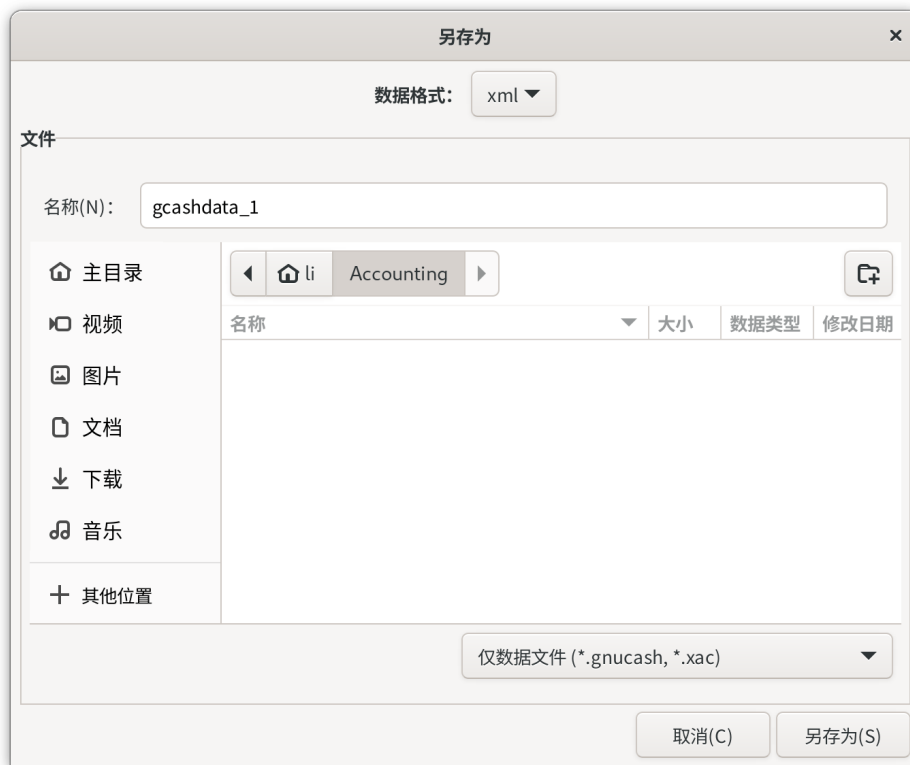 另存为
数据格式： xml
文件
名称(N)： gcashdata_1
主目录
视频
图片
文档
下载
音乐
其他位置
li Accounting
名称 大小 数据类型 修改日期
仅数据文件 (*.gnucash, *.xac)
取消(C) 另存为(S)